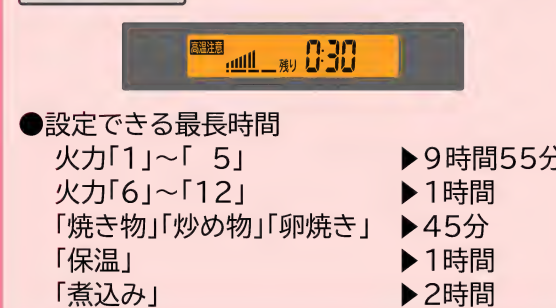 高温注意
残り 0:30
●設定できる最長時間
火力「1」～「 5」 ▶9時間55分
火力「6」～「12」 ▶1時間
「焼き物」「炒め物」「卵焼き」 ▶45分
「保温」 ▶1時間
「煮込み」 ▶2時間